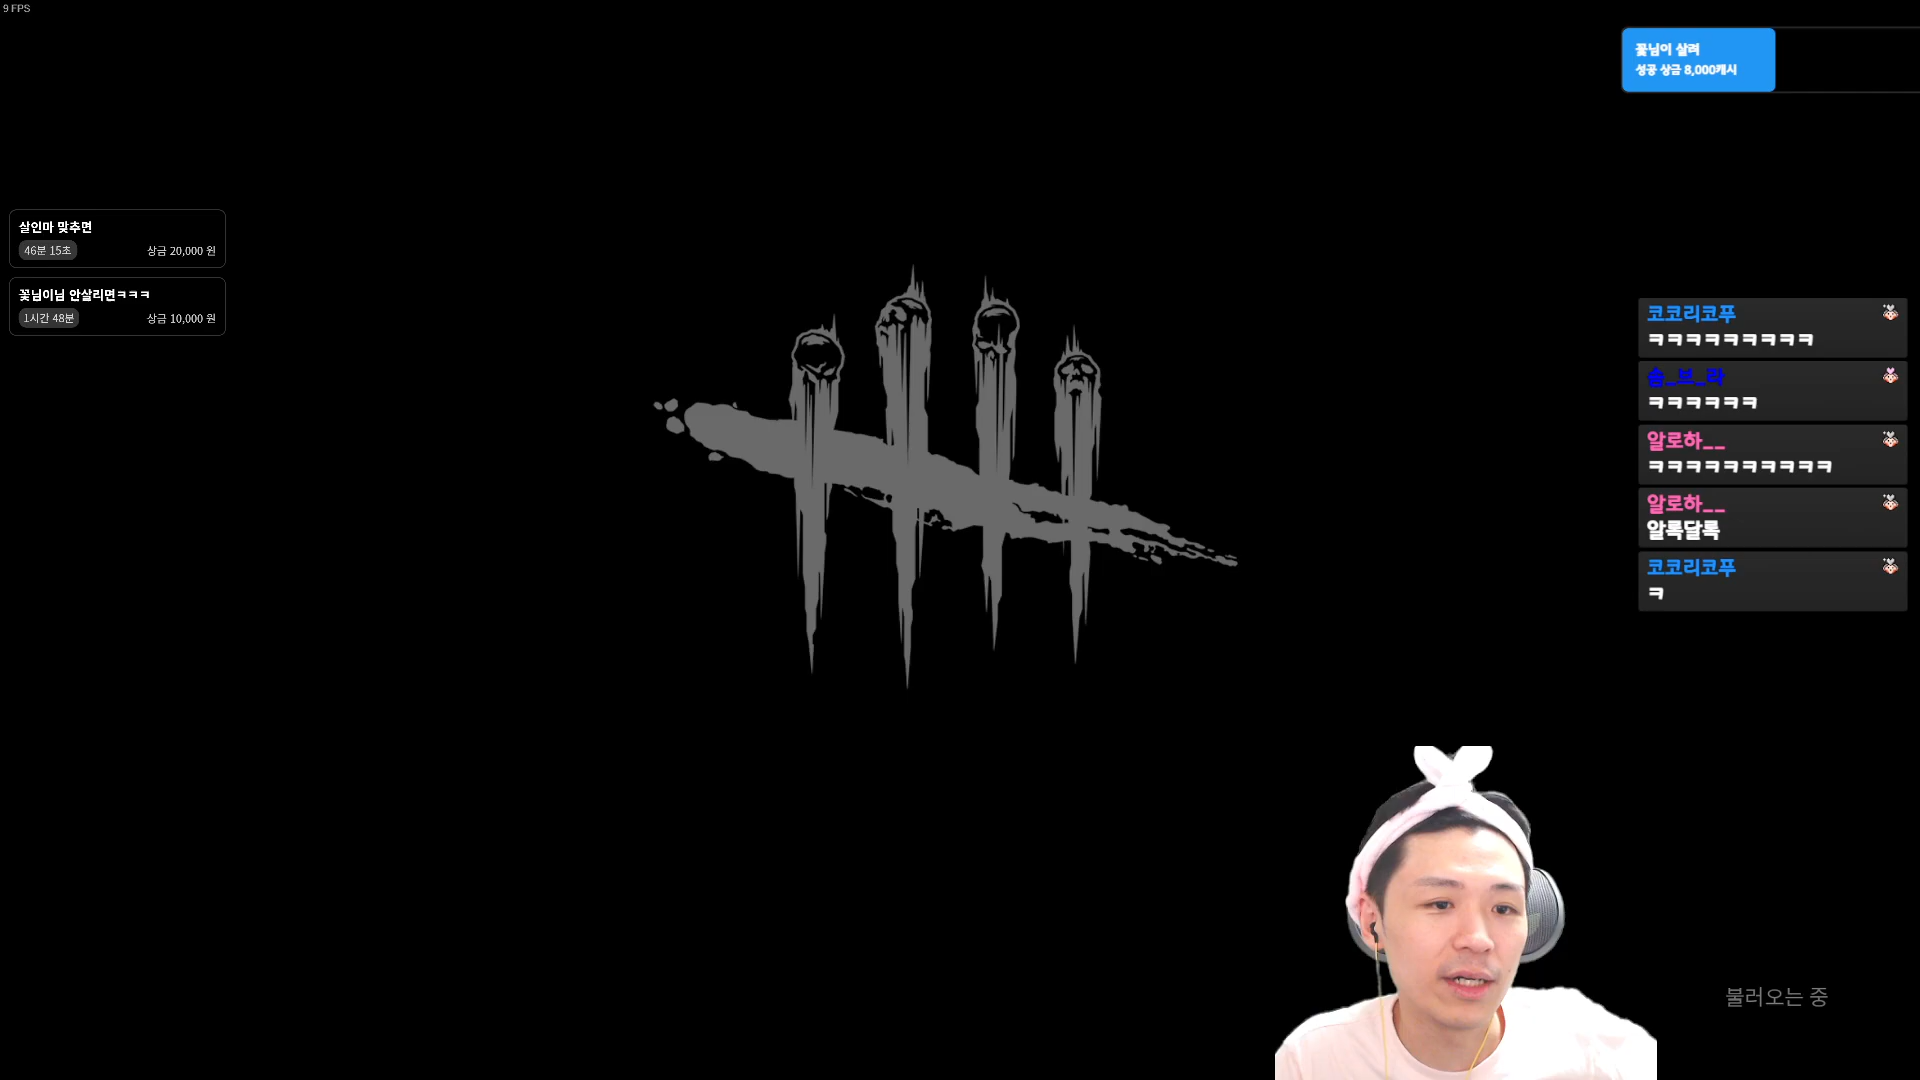 9 FPS
꽃님이 살려
성공 상금 8,000캐시
살인마 맞추면
46분 15초 상금 20,000 원
꽃님이님 안살리면ㅋㅋㅋ
1시간 48분 상금 10,000 원
코코리코푸
ㅋㅋㅋㅋㅋㅋㅋㅋㅋ
솜_브_라
ㅋㅋㅋㅋㅋㅋ
알로하__
ㅋㅋㅋㅋㅋㅋㅋㅋㅋㅋ
알로하__
알록달록
코코리코푸
ㅋ
불러오는 중